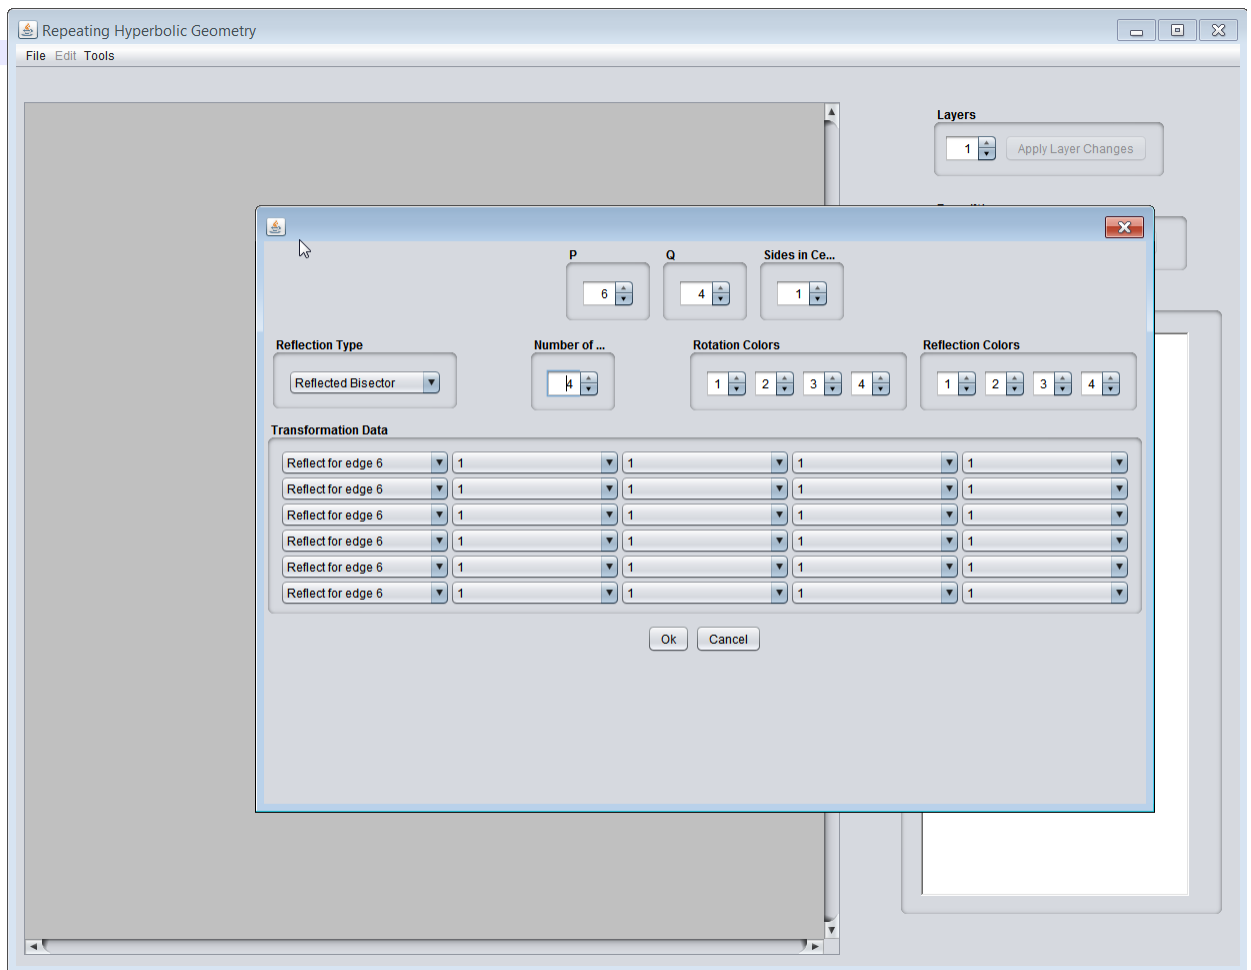 Repeating Hyperbolic Geometry
File Edit Tools
Layers
1 Apply Layer Changes
P Q Sides in Ce...
6 4 1
Reflection Type Number of ... Rotation Colors Reflection Colors
Reflected Bisector 4 1 2 3 4 1 2 3 4
Transformation Data
Reflect for edge 6 1 1 1 1
Reflect for edge 6 1 1 1 1
Reflect for edge 6 1 1 1 1
Reflect for edge 6 1 1 1 1
Reflect for edge 6 1 1 1 1
Reflect for edge 6 1 1 1 1
Ok Cancel